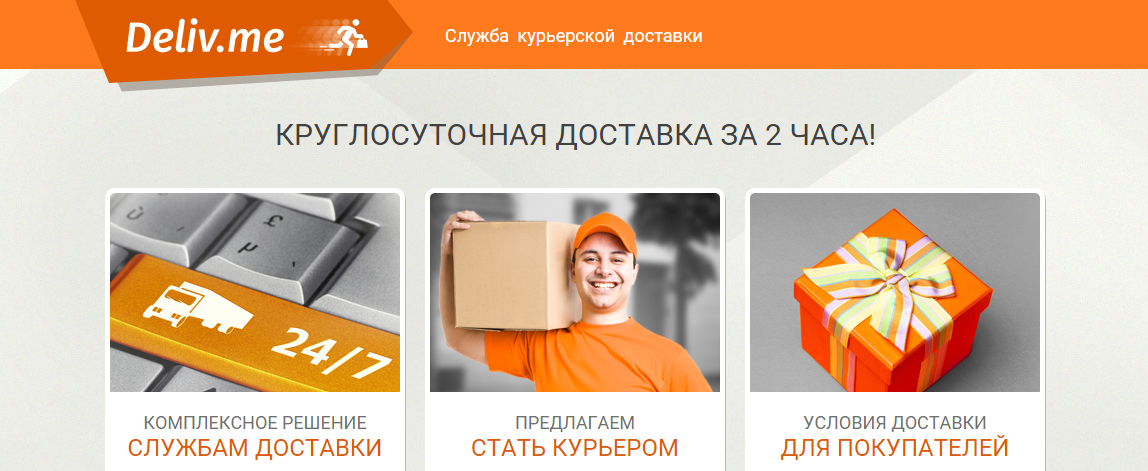 Deliv.me
Служба курьерской доставки
КРУГЛОСУТОЧНАЯ ДОСТАВКА ЗА 2 ЧАСА!
ù
£
µ
24/7
КОМПЛЕКСНОЕ РЕШЕНИЕ
СЛУЖБАМ ДОСТАВКИ
ПРЕДЛАГАЕМ
СТАТЬ КУРЬЕРОМ
УСЛОВИЯ ДОСТАВКИ
ДЛЯ ПОКУПАТЕЛЕЙ